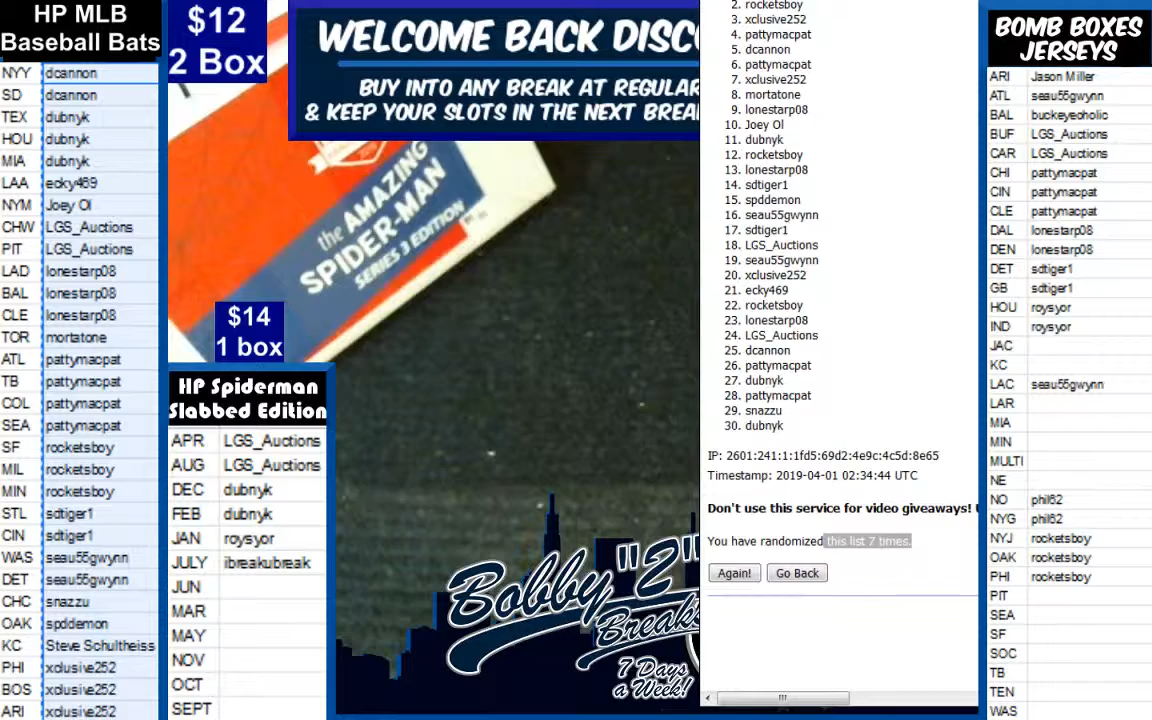 HP MLB
Baseball Bats
NYY dcannon
SD dcannon
TEX dubnyk
HOU dubnyk
MIA dubnyk
LAA ecky469
NYM Joey Ol
CHW LGS_Auctions
PIT LGS_Auctions
LAD lonestarp08
BAL lonestarp08
CLE lonestarp08
TOR mortatone
ATL pattymacpat
TB pattymacpat
COL pattymacpat
SEA pattymacpat
SF rocketsboy
MIL rocketsboy
MIN rocketsboy
STL sdtiger1
CIN sdtiger1
WAS seau55gwynn
DET seau55gwynn
CHC snazzu
OAK spddemon
KC Steve Schultheiss
PHI xclusive252
BOS xclusive252
ARI xclusive252
$12
2 Box
WELCOME BACK DISC
BUY INTO ANY BREAK AT REGULAR
& KEEP YOUR SLOTS IN THE NEXT BREA
the AMAZING
SPIDER-MAN
SERIES 3 EDITION
$14
1 box
HP Spiderman
Slabbed Edition
APR LGS_Auctions
AUG LGS_Auctions
DEC dubnyk
FEB dubnyk
JAN roysyor
JULY ibreakubreak
JUN
MAR
MAY
NOV
OCT
SEPT
Bobby "2"
Breaks
7 Days
a Week!
2. rocketsboy
3. xclusive252
4. pattymacpat
5. dcannon
6. pattymacpat
7. xclusive252
8. mortatone
9. lonestarp08
10. Joey Ol
11. dubnyk
12. rocketsboy
13. lonestarp08
14. sdtiger1
15. spddemon
16. seau55gwynn
17. sdtiger1
18. LGS_Auctions
19. seau55gwynn
20. xclusive252
21. ecky469
22. rocketsboy
23. lonestarp08
24. LGS_Auctions
25. dcannon
26. pattymacpat
27. dubnyk
28. pattymacpat
29. snazzu
30. dubnyk
IP: 2601:241:1:1fd5:69d2:4e9c:4c5d:8e65
Timestamp: 2019-04-01 02:34:44 UTC
Don't use this service for video giveaways!
You have randomized this list 7 times.
Again! Go Back
BOMB BOXES
JERSEYS
ARI Jason Miller
ATL seau55gwynn
BAL buckeyeoholic
BUF LGS_Auctions
CAR LGS_Auctions
CHI pattymacpat
CIN pattymacpat
CLE pattymacpat
DAL lonestarp08
DEN lonestarp08
DET sdtiger1
GB sdtiger1
HOU roysyor
IND roysyor
JAC
KC
LAC seau55gwynn
LAR
MIA
MIN
MULTI
NE
NO phil62
NYG phil62
NYJ rocketsboy
OAK rocketsboy
PHI rocketsboy
PIT
SEA
SF
SOC
TB
TEN
WAS